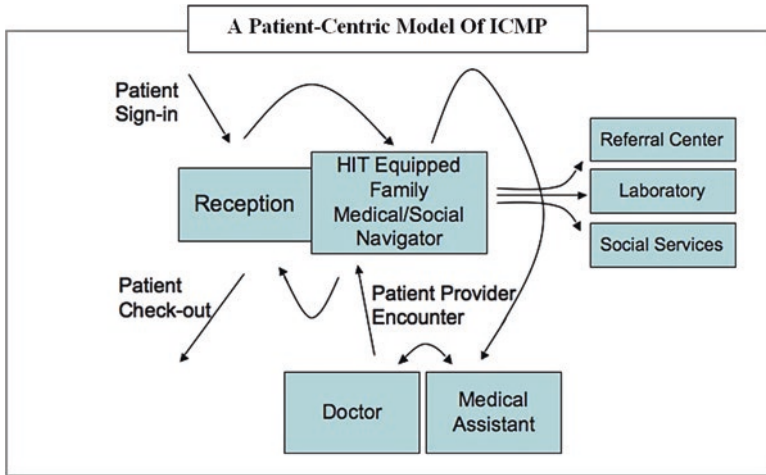 A Patient-Centric Model Of ICMP
Patient
Sign-in
Reception
HIT Equipped
Family
Medical/Social
Navigator
Referral Center
Laboratory
Social Services
Patient
Check-out
Patient Provider
Encounter
Doctor
Medical
Assistant